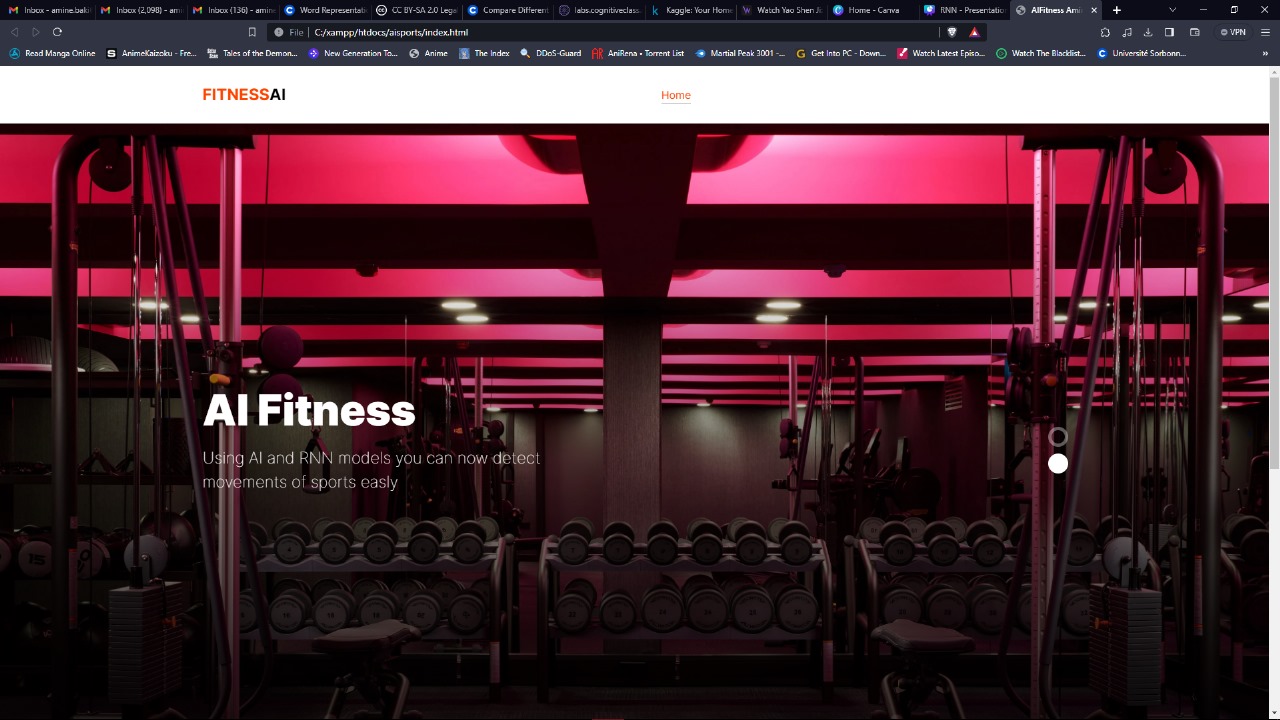 Inbox - amine.bakit
Inbox (2,098) - ami
Inbox (136) - amine
Word Representati
CC BY-SA 2.0 Legal
Compare Different
labs.cognitiveclass.
Kaggle: Your Home
Watch Yao Shen Ji
Home - Canva
RNN - Presentatio
AIFitness Ami
File
C:/xampp/htdocs/aisports/index.html
VPN
Read Manga Online
AnimeKaizoku - Fre...
Tales of the Demon...
New Generation To...
Anime
The Index
DDoS-Guard
AniRena • Torrent List
Martial Peak 3001 -...
Get Into PC - Down...
Watch Latest Episo...
Watch The Blacklist...
Université Sorbonn...
»
FITNESSAI
Home
AI Fitness
Using AI and RNN models you can now detect
movements of sports easly
15